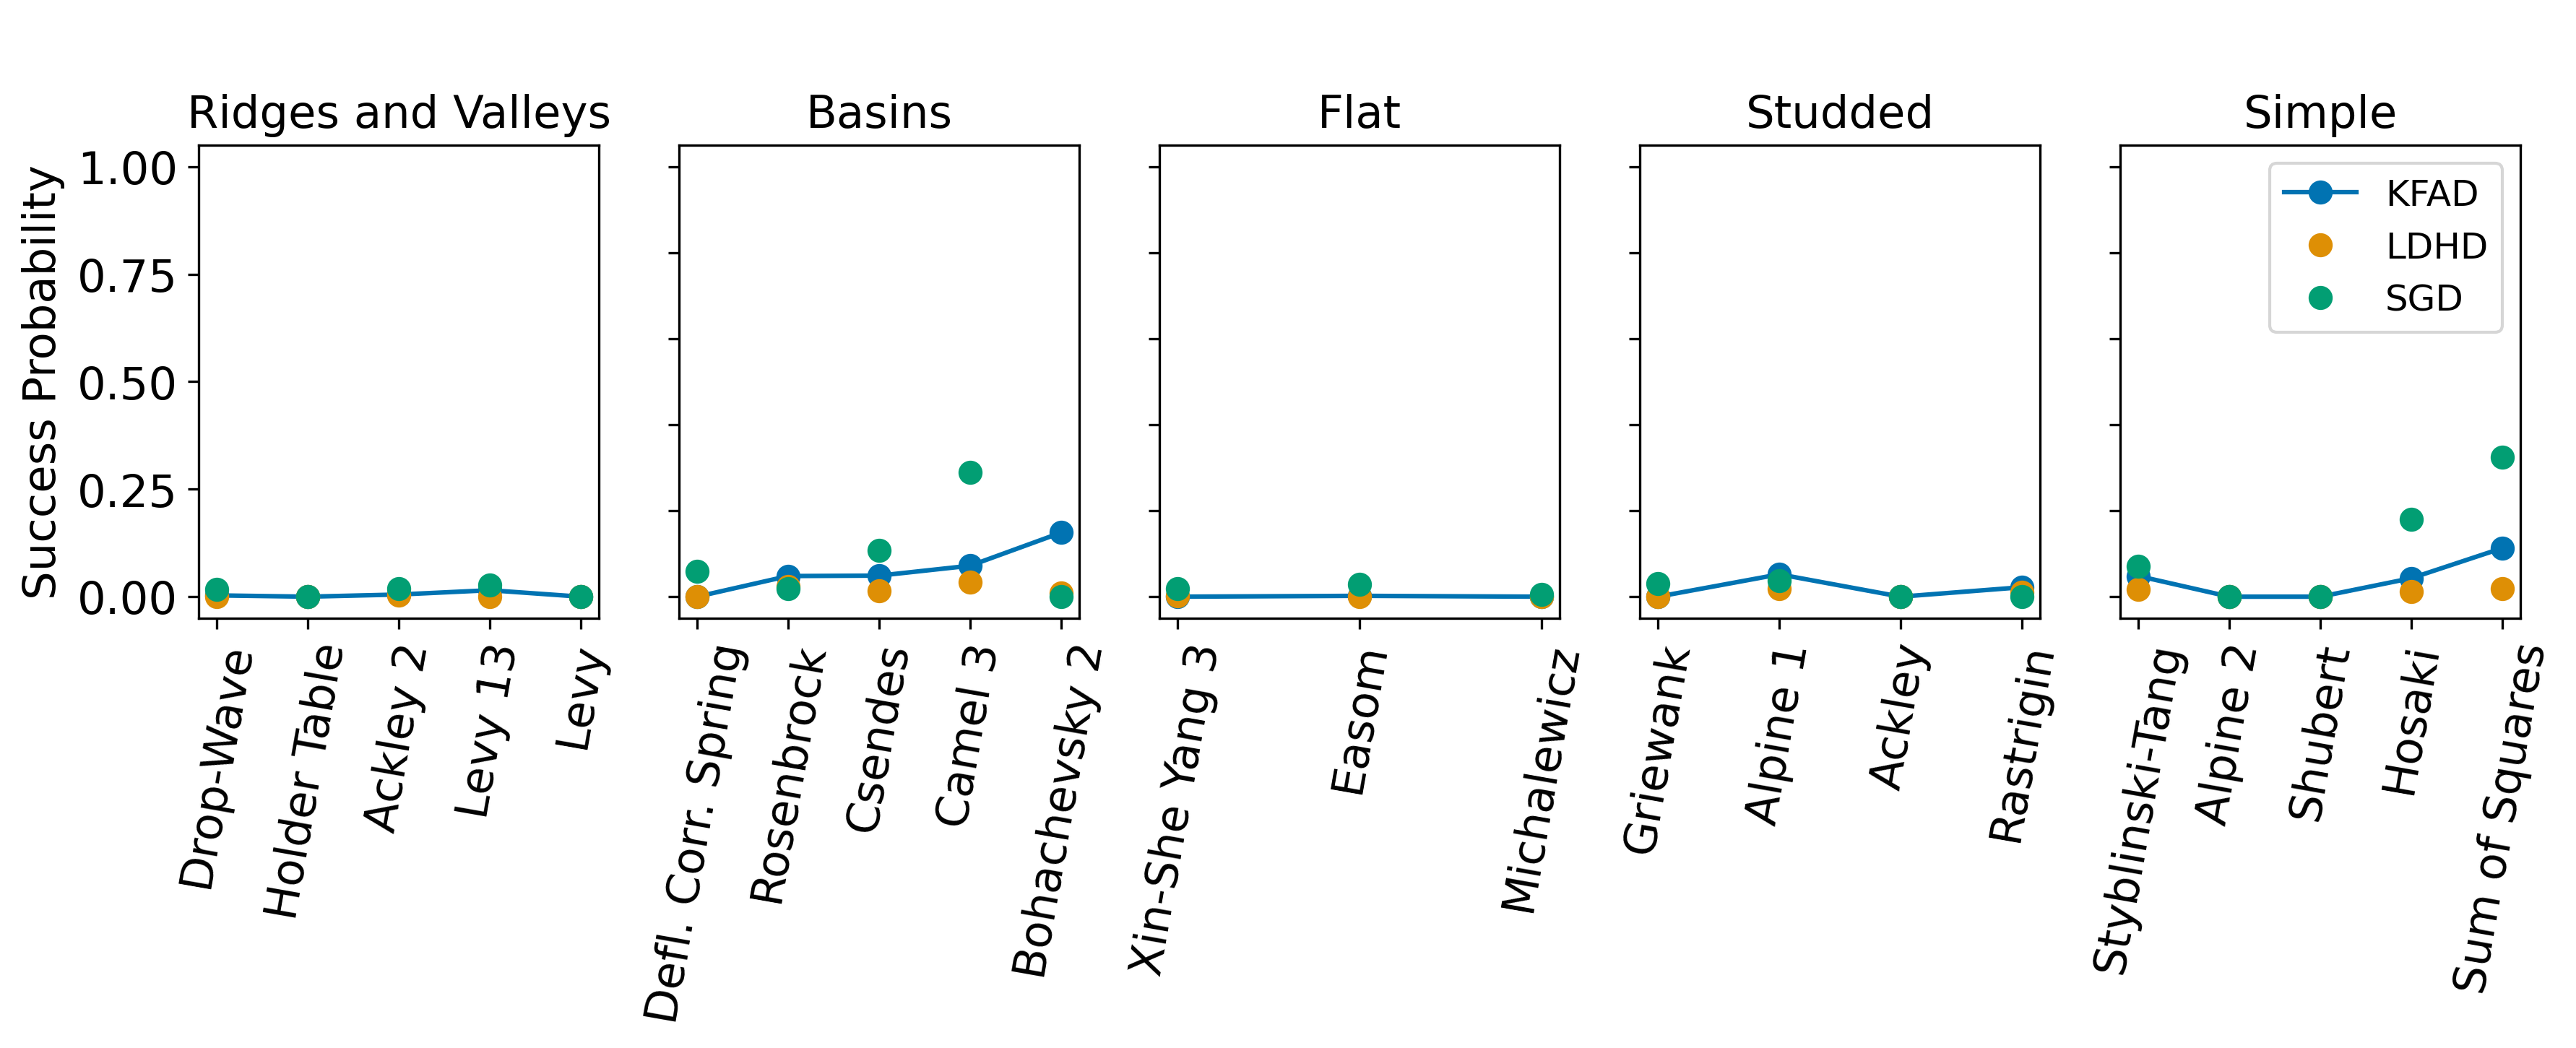 Ridges and Valleys
Basins
Flat
Studded
Simple
Success Probability
1.00
0.75
0.50
0.25
0.00
KFAD
LDHD
SGD
Drop-Wave
Holder Table
Ackley 2
Levy 13
Levy
Defl. Corr. Spring
Rosenbrock
Csendes
Camel 3
Bohachevsky 2
Xin-She Yang 3
Easom
Michalewicz
Griewank
Alpine 1
Ackley
Rastrigin
Styblinski-Tang
Alpine 2
Shubert
Hosaki
Sum of Squares